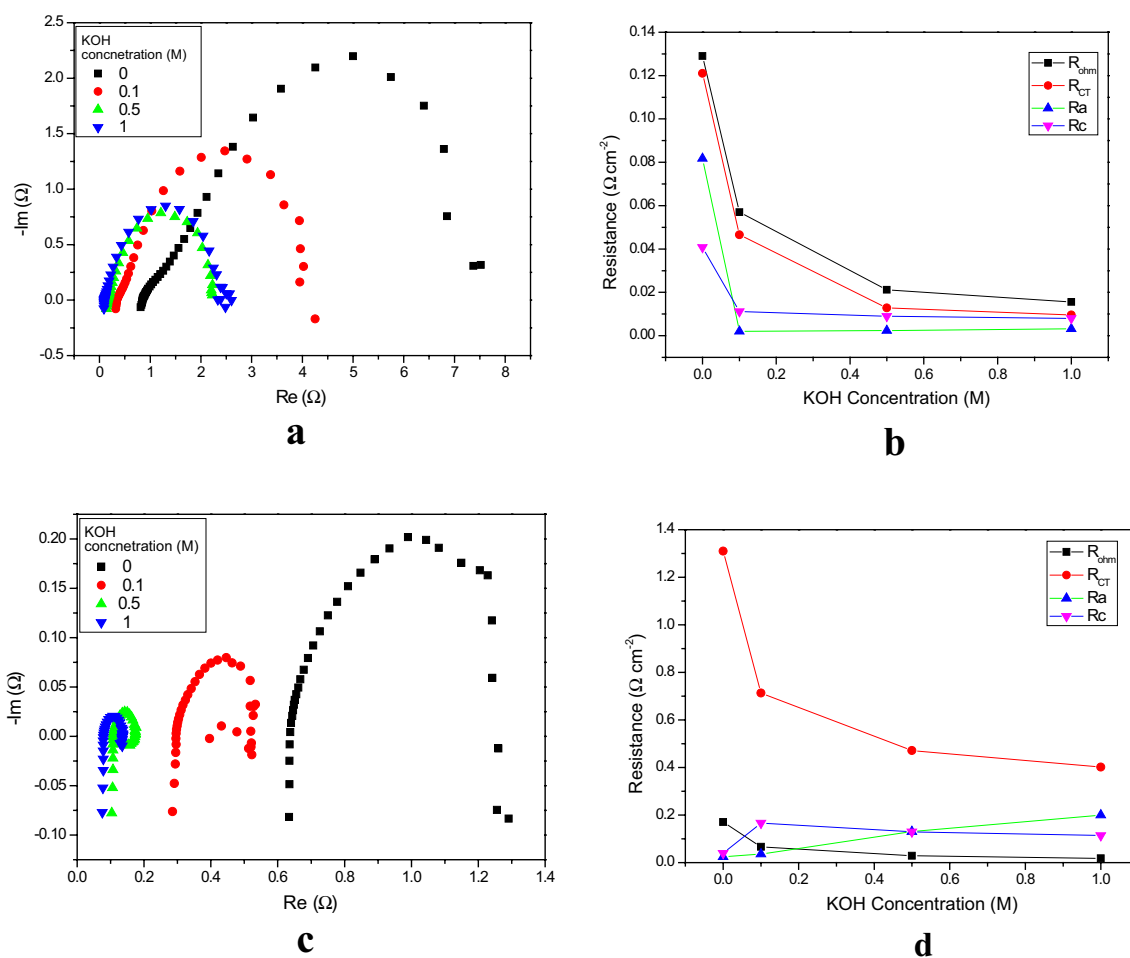 KOH
concnetration (M)
0
0.1
0.5
1
2.5
2.0
1.5
1.0
0.5
0.0
-0.5
-Im (Ω)
0 1 2 3 4 5 6 7 8
Re (Ω)
a
0.14
0.12
0.10
0.08
0.06
0.04
0.02
0.00
Resistance (Ω cm-2)
Rohm
RCT
Ra
Rc
0.0 0.2 0.4 0.6 0.8 1.0
KOH Concentration (M)
b
KOH
concnetration (M)
0
0.1
0.5
1
0.20
0.15
0.10
0.05
0.00
-0.05
-0.10
-Im (Ω)
0.0 0.2 0.4 0.6 0.8 1.0 1.2 1.4
Re (Ω)
c
1.4
1.2
1.0
0.8
0.6
0.4
0.2
0.0
Resistance (Ω cm-2)
Rohm
RCT
Ra
Rc
0.0 0.2 0.4 0.6 0.8 1.0
KOH Concentration (M)
d